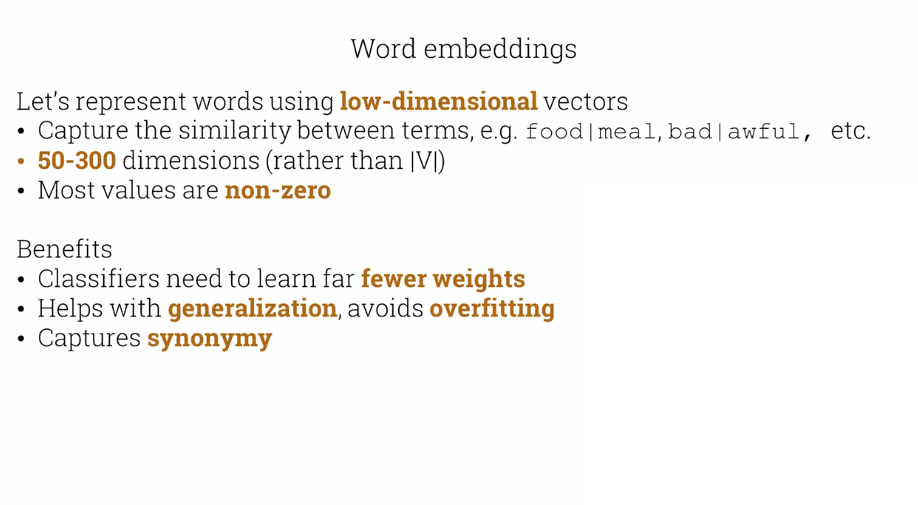 Word embeddings
Let's represent words using low-dimensional vectors
• Capture the similarity between terms, e.g. food|meal, bad|awful, etc.
• 50-300 dimensions (rather than |V|)
• Most values are non-zero
Benefits
• Classifiers need to learn far fewer weights
• Helps with generalization, avoids overfitting
• Captures synonymy